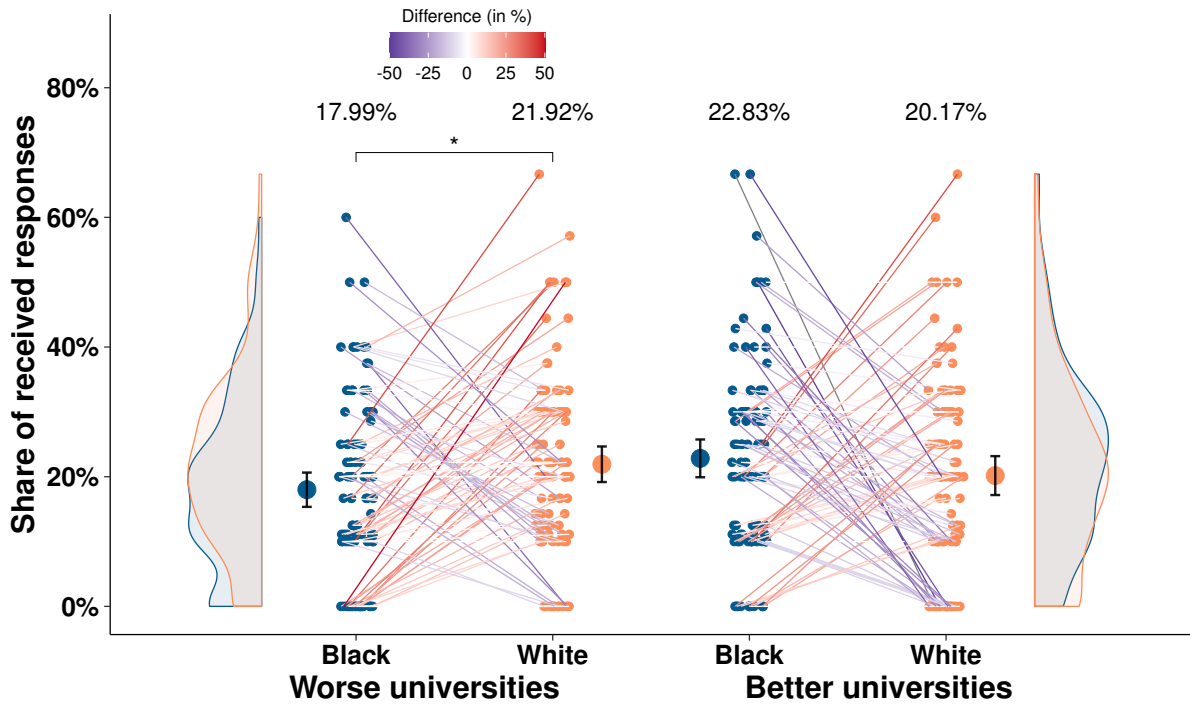 Difference (in %)
-50 -25 0 25 50
17.99% 21.92% 22.83% 20.17%
*
Share of received responses
80%
60%
40%
20%
0%
Black White Black White
Worse universities Better universities